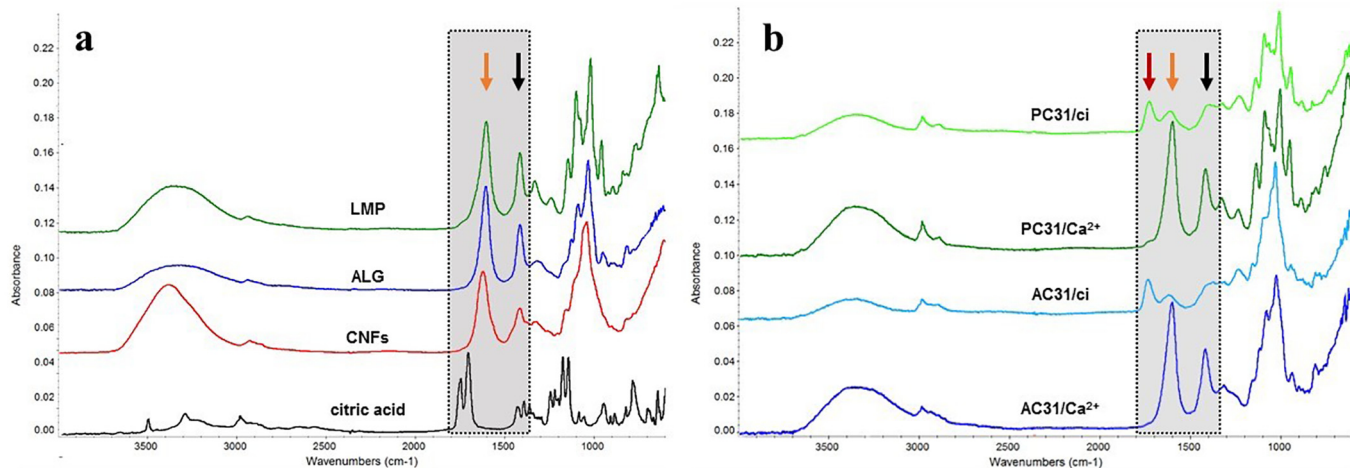 a
0.22
0.20
0.18
0.16
0.14
0.12
0.10
0.08
0.06
0.04
0.02
0.00
Absorbance
LMP
ALG
CNFs
citric acid
3500
3000
2500
2000
1500
1000
Wavenumbers (cm-1)
b
0.22
0.20
0.18
0.16
0.14
0.12
0.10
0.08
0.06
0.04
0.02
0.00
Absorbance
PC31/ci
PC31/Ca²⁺
AC31/ci
AC31/Ca²⁺
3500
3000
2500
2000
1500
1000
Wavenumbers (cm-1)